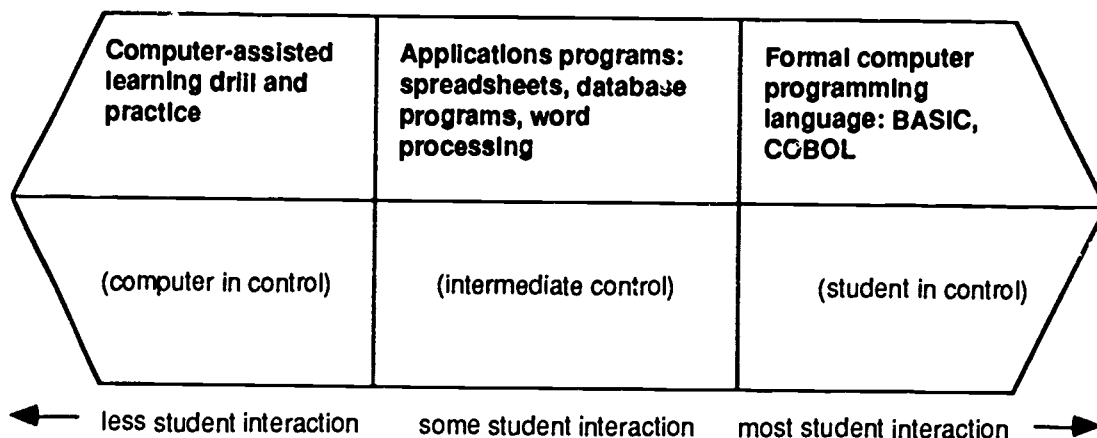 Computer-assisted
learning drill and
practice
Applications programs:
spreadsheets, database
programs, word
processing
Formal computer
programming
language: BASIC,
COBOL
(computer in control)
(intermediate control)
(student in control)
less student interaction
some student interaction
most student interaction